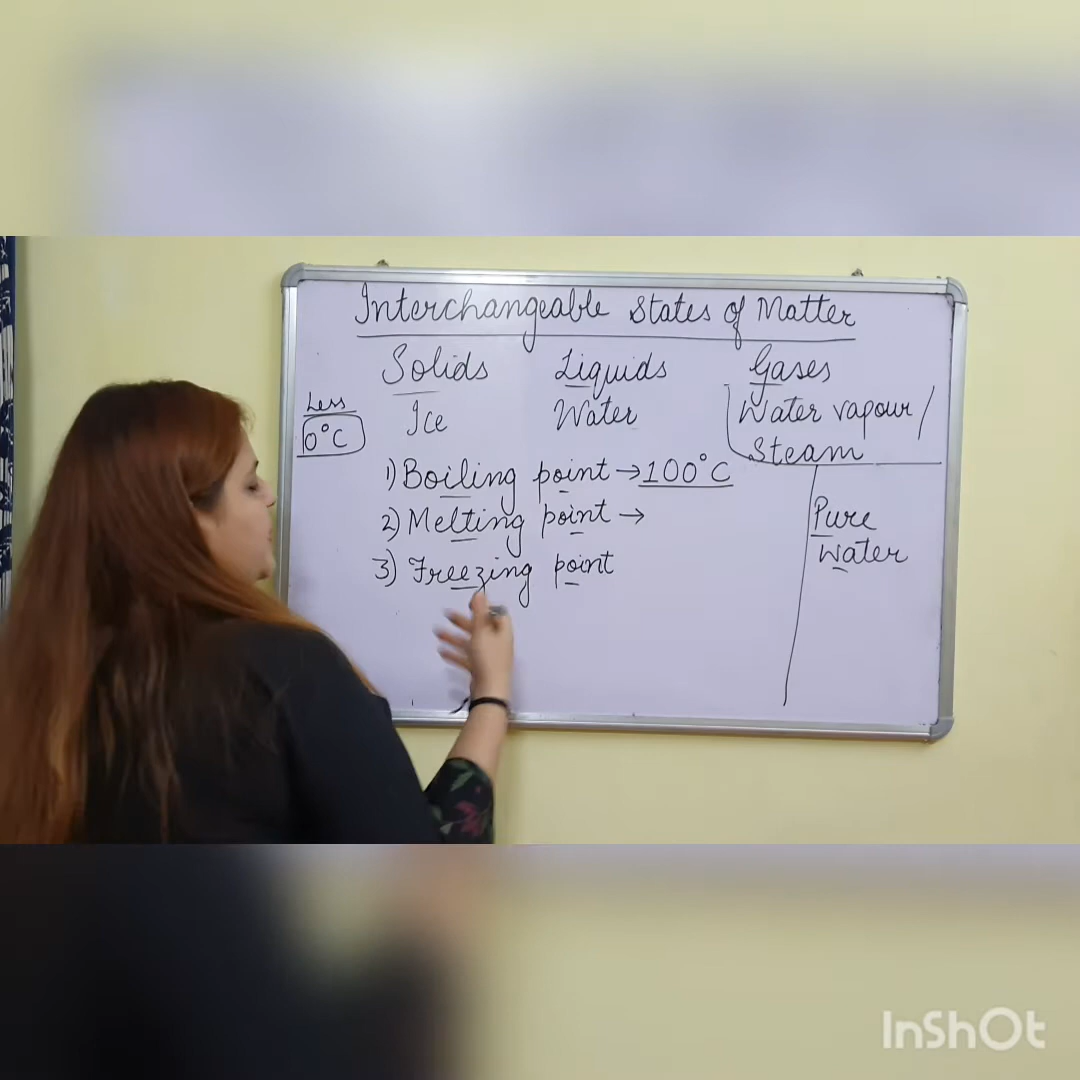 Interchangeable States of Matter
Solids Liquids Gases
Less
0°C
Ice Water Water vapour /
Steam
1) Boiling point → 100°C
2) Melting point →
3) Freezing point
Pure
Water
InShOt